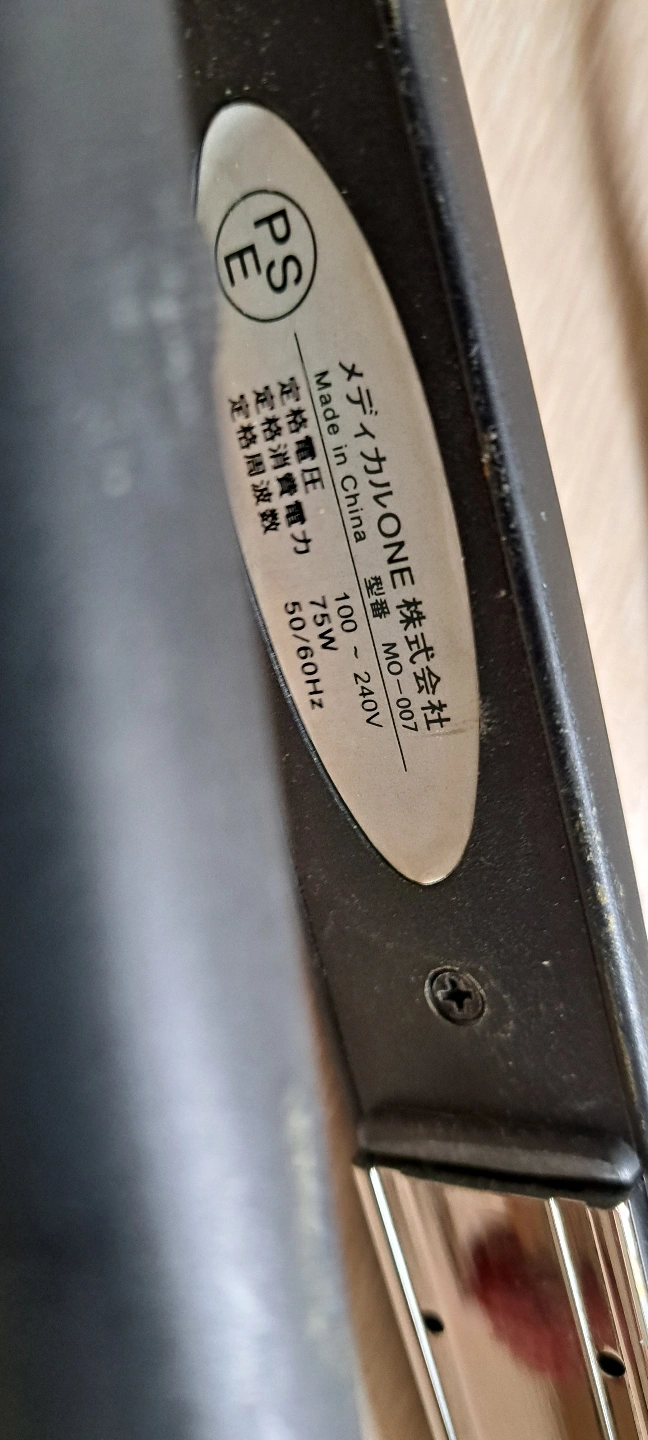 PSE
メディカルONE 株式会社
Made in China 型番 MO-007
定格電圧 100 ~ 240V
定格消費電力 75W
定格周波数 50/60Hz